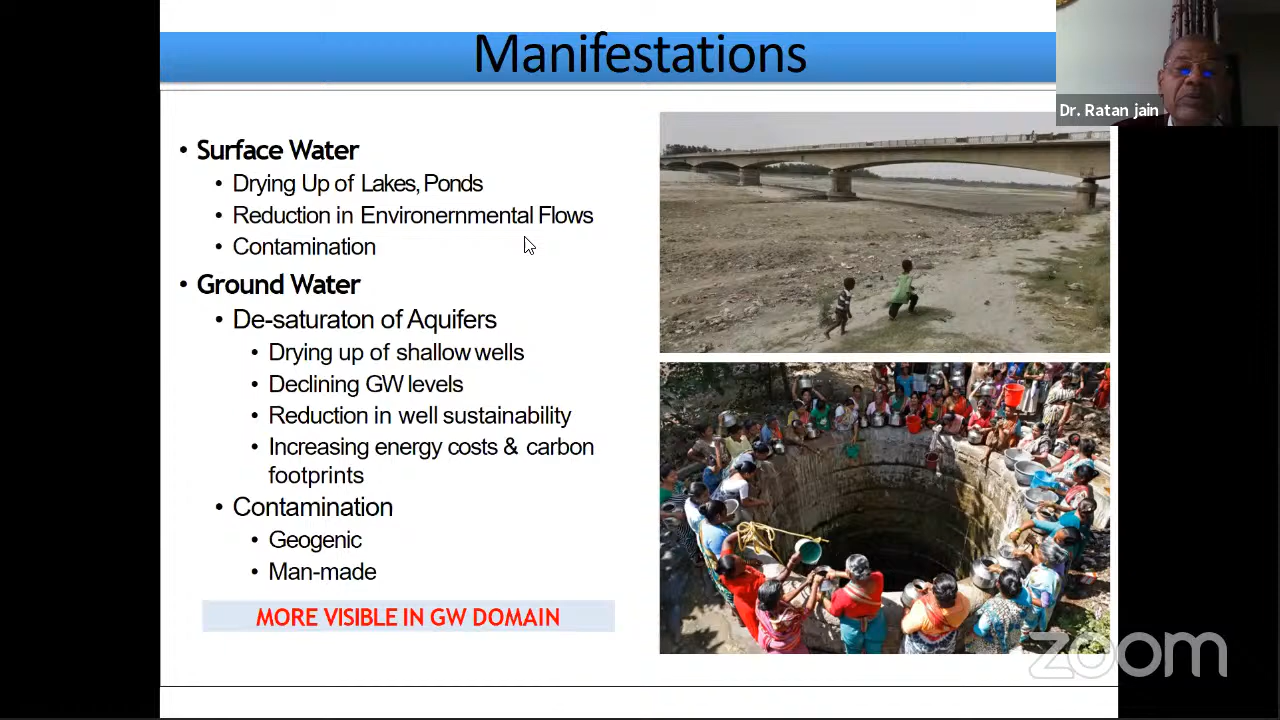 Manifestations
Dr. Ratan jain
• Surface Water
• Drying Up of Lakes, Ponds
• Reduction in Environernmental Flows
• Contamination
• Ground Water
• De-saturaton of Aquifers
• Drying up of shallow wells
• Declining GW levels
• Reduction in well sustainability
• Increasing energy costs & carbon
footprints
• Contamination
• Geogenic
• Man-made
MORE VISIBLE IN GW DOMAIN
zoom